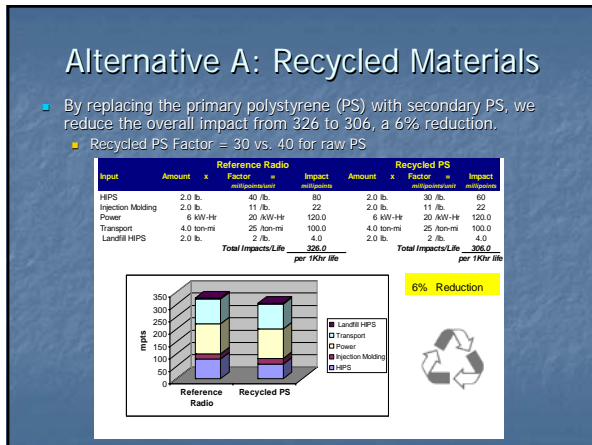 Alternative A: Recycled Materials
By replacing the primary polystyrene (PS) with secondary PS, we
reduce the overall impact from 326 to 306, a 6% reduction.
Recycled PS Factor = 30 vs. 40 for raw PS
Reference Radio Recycled PS
Input Amount x Factor = Impact Amount x Factor = Impact
millipoints/unit millipoints millipoints/unit millipoints
HIPS 2.0 lb. 40 /lb. 80 2.0 lb. 30 /lb. 60
Injection Molding 2.0 lb. 11 /lb. 22 2.0 lb. 11 /lb. 22
Power 6 kW-Hr 20 /kW-Hr 120.0 6 kW-Hr 20 /kW-Hr 120.0
Transport 4.0 ton-mi 25 /ton-mi 100.0 4.0 ton-mi 25 /ton-mi 100.0
Landfill HIPS 2.0 lb. 2 /lb. 4.0 2.0 lb. 2 /lb. 4.0
Total Impacts/Life 326.0 Total Impacts/Life 306.0
per 1Khr life per 1Khr life
6% Reduction
mpts
350
300
250
200
150
100
50
0
Reference
Radio
Recycled PS
Landfill HIPS
Transport
Power
Injection Molding
HIPS